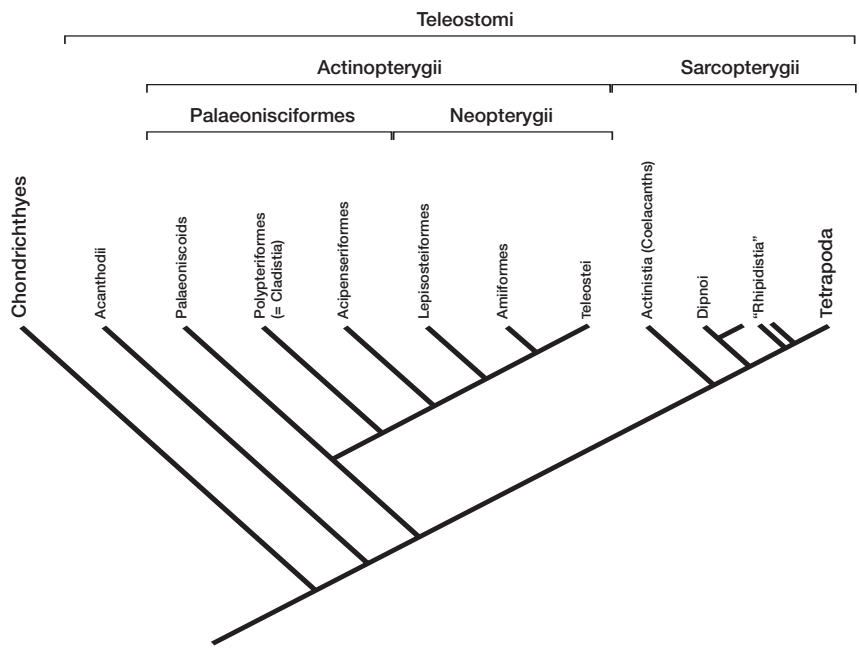 Teleostomi
Actinopterygii
Sarcopterygii
Palaeonisciformes
Neopterygii
Chondrichthyes
Acanthodii
Palaeoniscoids
Polypteriformes
(= Cladistia)
Acipenseriformes
Lepisosteiformes
Amiiformes
Teleostei
Actinistia (Coelacanths)
Dipnoi
“Rhipidistia”
Tetrapoda